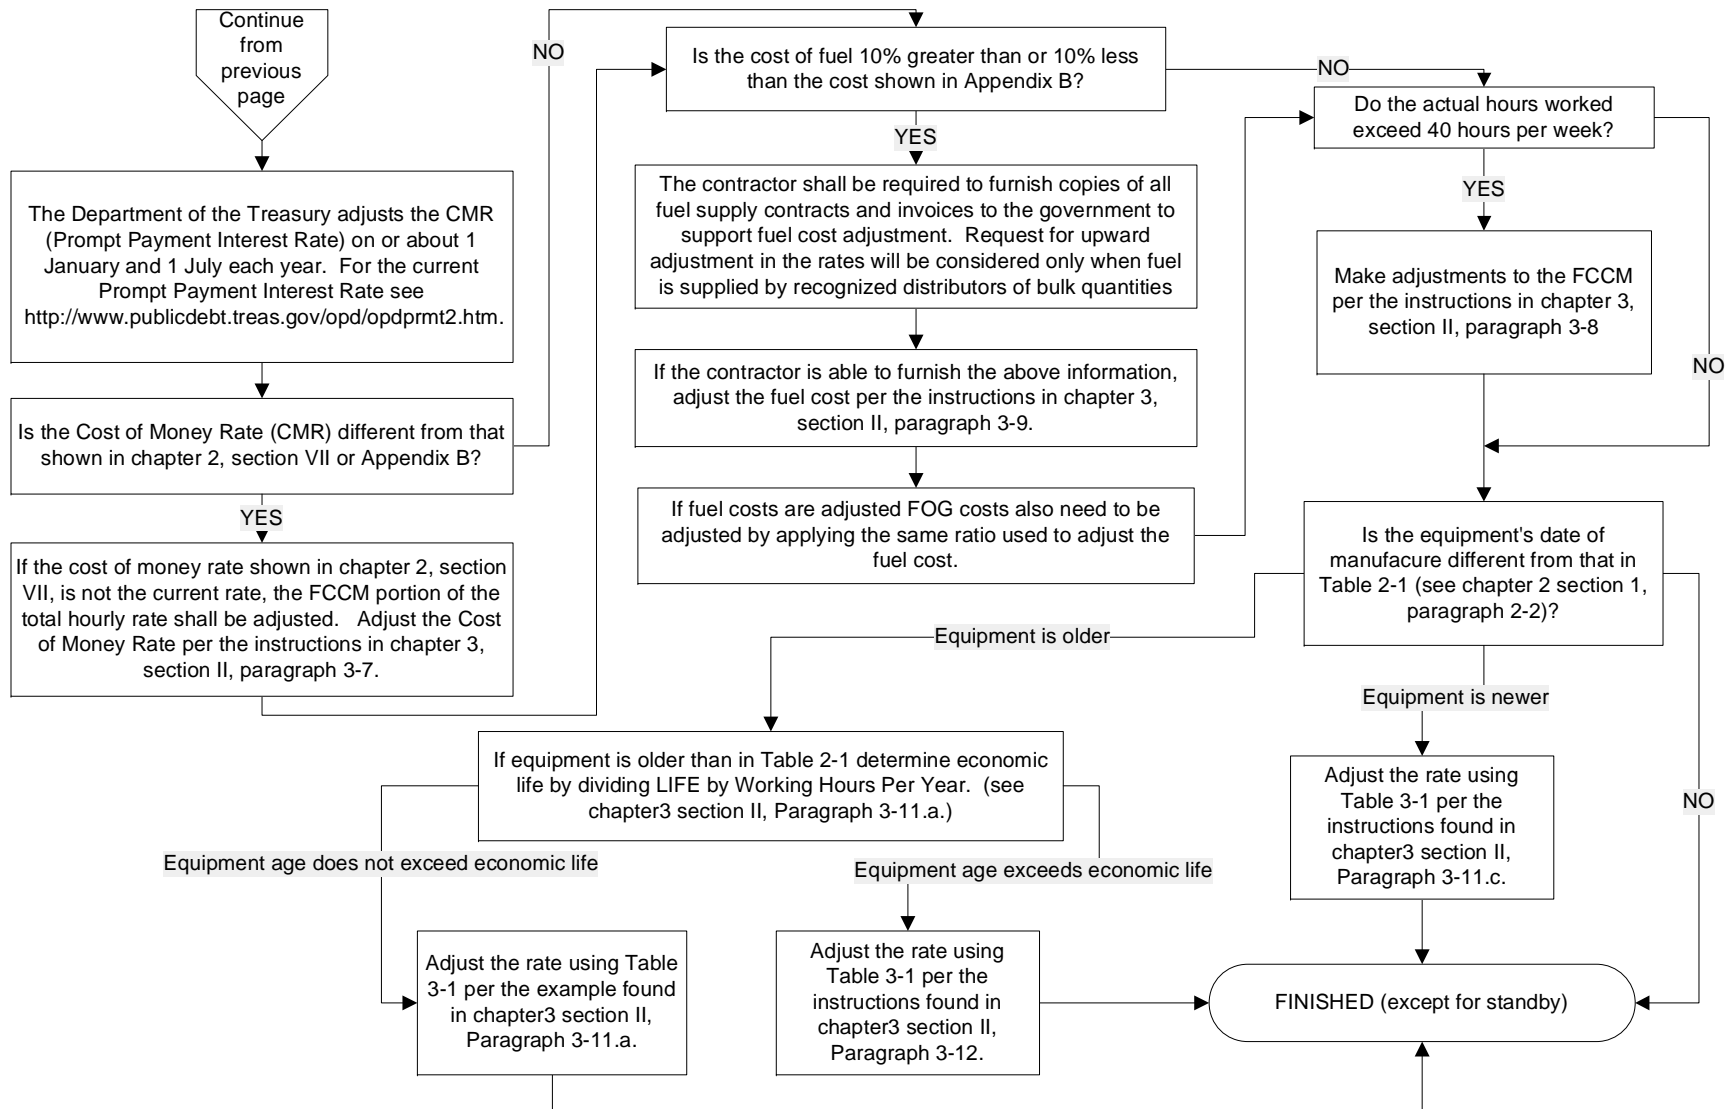 Continue
from
previous
page
The Department of the Treasury adjusts the CMR
(Prompt Payment Interest Rate) on or about 1
January and 1 July each year.  For the current
Prompt Payment Interest Rate see
http://www.publicdebt.treas.gov/opd/opdprmt2.htm.
Is the Cost of Money Rate (CMR) different from that
shown in chapter 2, section VII or Appendix B?
NO
YES
If the cost of money rate shown in chapter 2, section
VII, is not the current rate, the FCCM portion of the
total hourly rate shall be adjusted.   Adjust the Cost
of Money Rate per the instructions in chapter 3,
section II, paragraph 3-7.
Is the cost of fuel 10% greater than or 10% less
than the cost shown in Appendix B?
NO
YES
The contractor shall be required to furnish copies of all
fuel supply contracts and invoices to the government to
support fuel cost adjustment.  Request for upward
adjustment in the rates will be considered only when fuel
is supplied by recognized distributors of bulk quantities
If the contractor is able to furnish the above information,
adjust the fuel cost per the instructions in chapter 3,
section II, paragraph 3-9.
If fuel costs are adjusted FOG costs also need to be
adjusted by applying the same ratio used to adjust the
fuel cost.
Do the actual hours worked
exceed 40 hours per week?
YES
NO
Make adjustments to the FCCM
per the instructions in chapter 3,
section II, paragraph 3-8
Is the equipment's date of
manufacure different from that in
Table 2-1 (see chapter 2 section 1,
paragraph 2-2)?
Equipment is older
Equipment is newer
NO
If equipment is older than in Table 2-1 determine economic
life by dividing LIFE by Working Hours Per Year.  (see
chapter3 section II, Paragraph 3-11.a.)
Equipment age does not exceed economic life
Equipment age exceeds economic life
Adjust the rate using Table
3-1 per the example found
in chapter3 section II,
Paragraph 3-11.a.
Adjust the rate using
Table 3-1 per the
instructions found in
chapter3 section II,
Paragraph 3-12.
Adjust the rate using
Table 3-1 per the
instructions found in
chapter3 section II,
Paragraph 3-11.c.
FINISHED (except for standby)